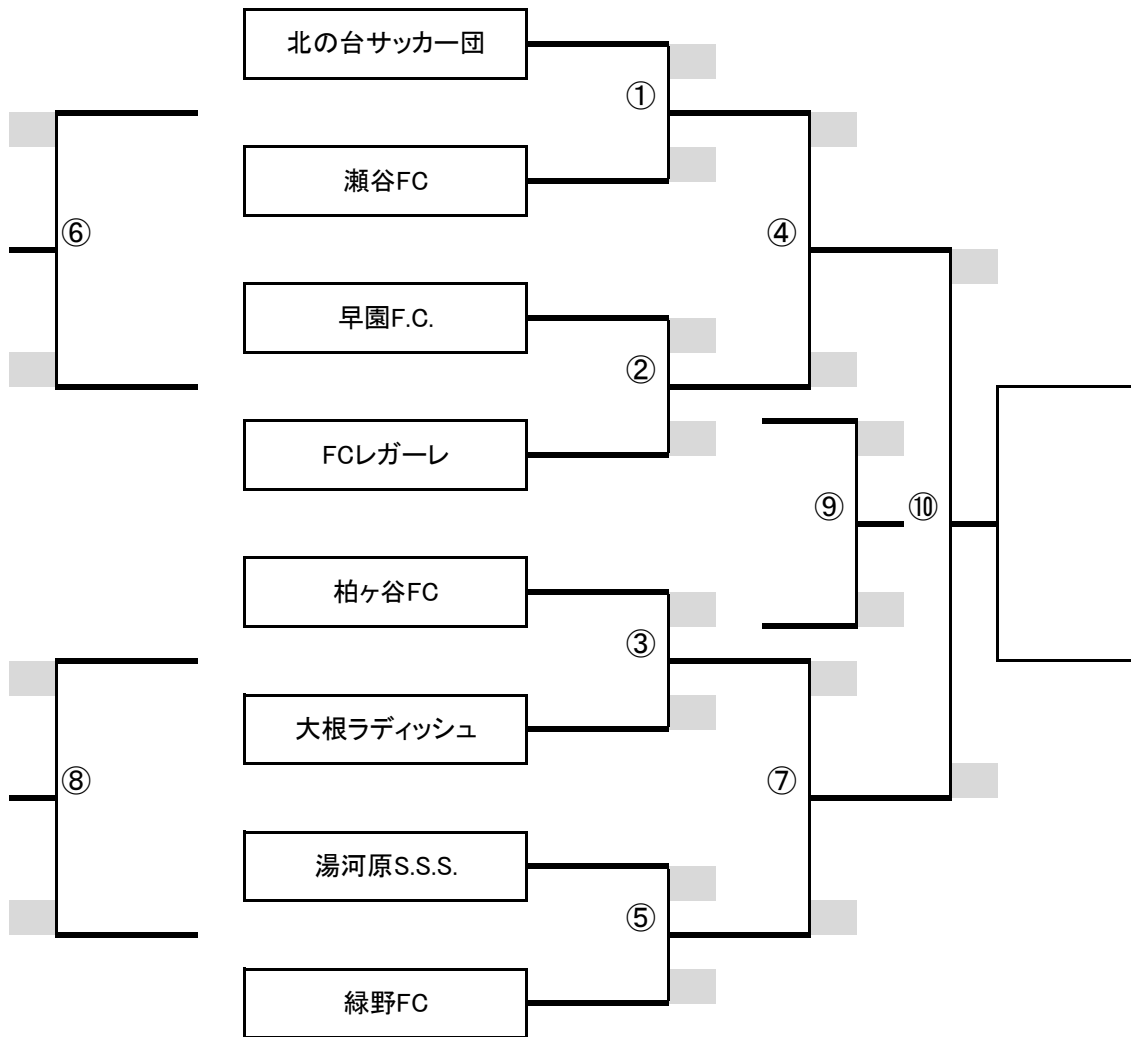 北の台サッカー団
①
瀬谷FC
⑥
④
早園F.C.
②
FCレガーレ
⑨
⑩
柏ヶ谷FC
③
大根ラディッシュ
⑧
⑦
湯河原S.S.S.
⑤
緑野FC